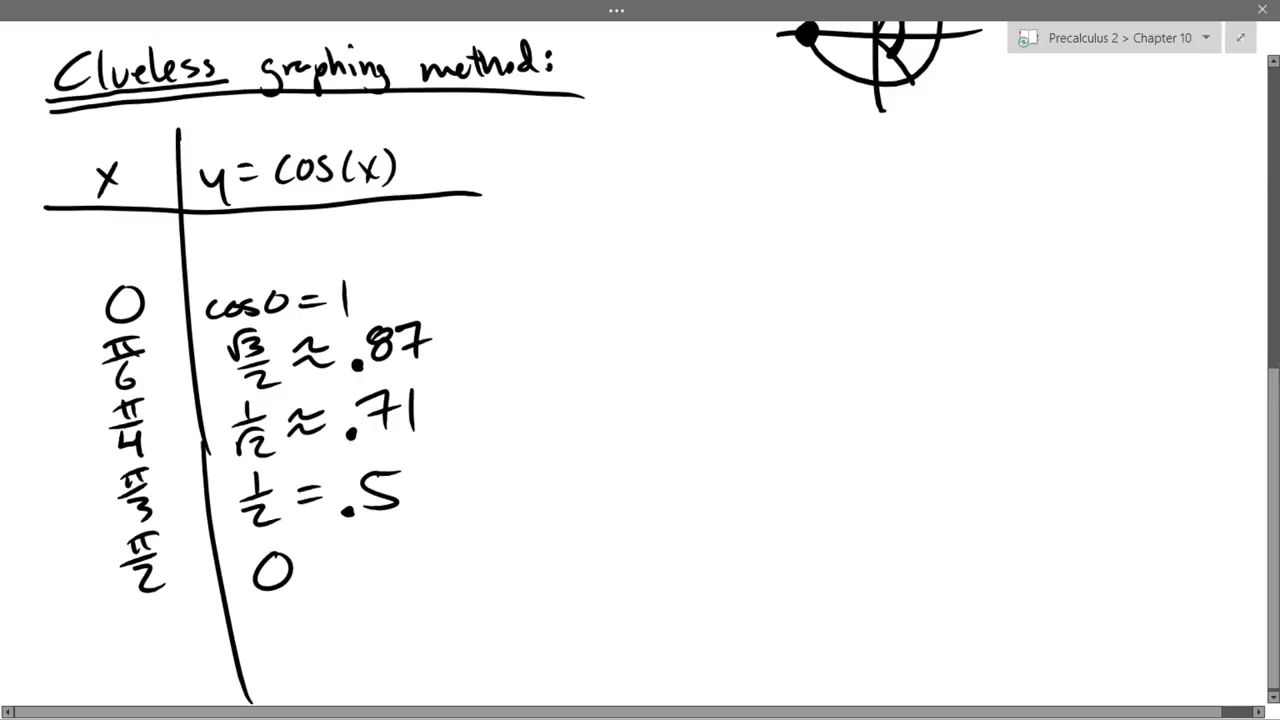 Precalculus 2 > Chapter 10
Clueless graphing method:
x y = cos(x)
0 cos0 = 1
π/6 √3/2 ≈ .87
π/4 1/√2 ≈ .71
π/3 1/2 = .5
π/2 0